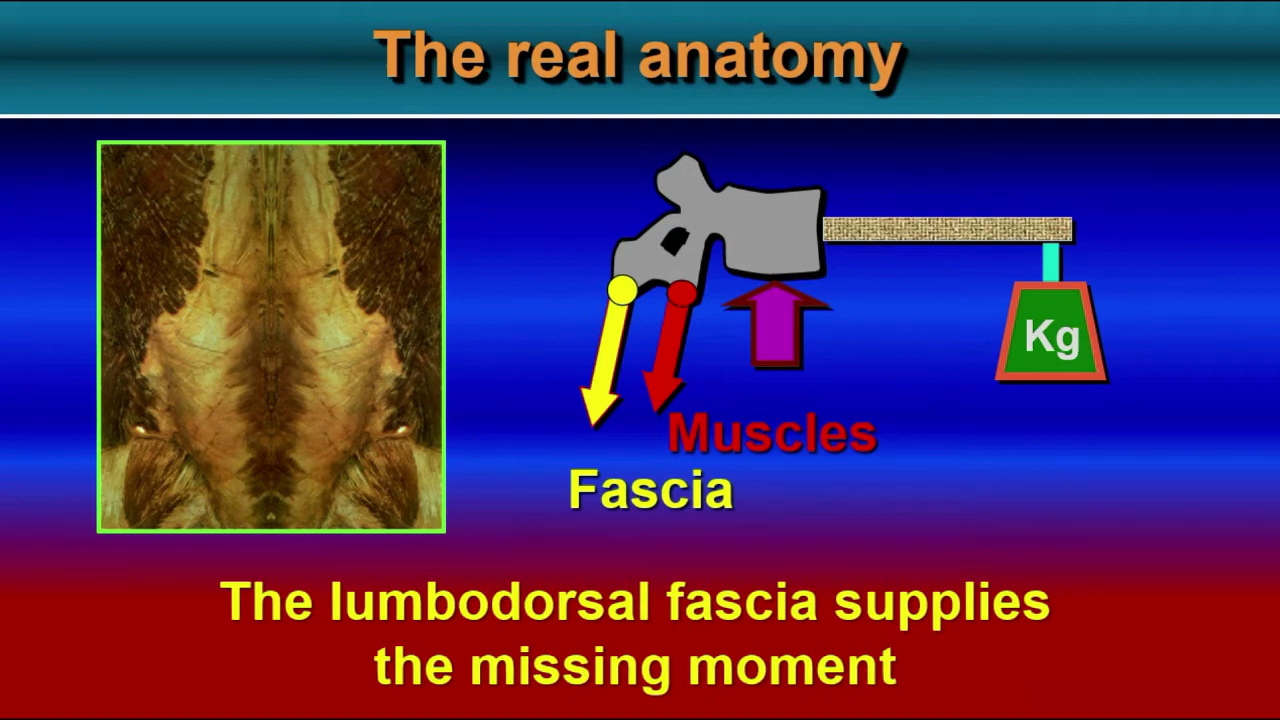 The real anatomy
Kg
Muscles
Fascia
The lumbodorsal fascia supplies
the missing moment